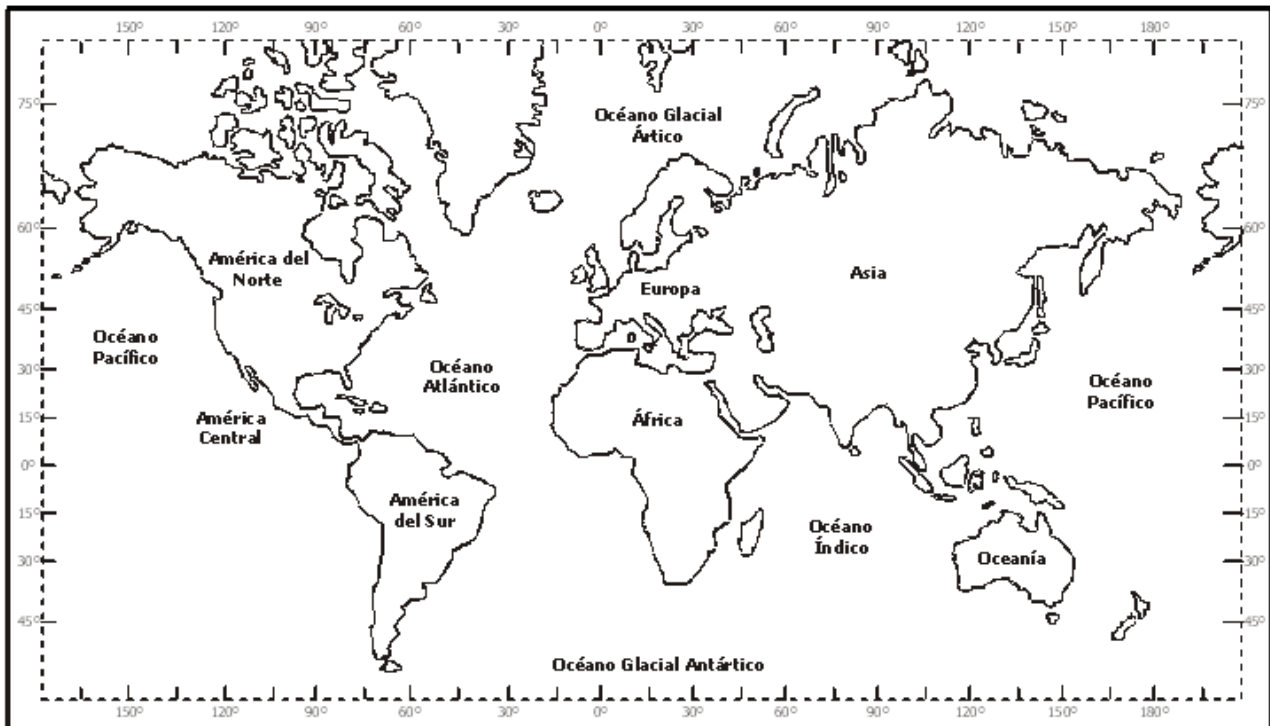 150º 120º 90º 60º 30º 0º 30º 60º 90º 120º 150º 180º
75º 75º
Océano Glacial
Ártico
60º 60º
América del
Norte
Asia
Europa
45º 45º
Océano
Pacífico
Océano
Atlántico
30º 30º
Océano
Pacífico
América
Central
15º 15º
África
0º 0º
América
del Sur
15º 15º
Océano
Índico
30º 30º
Oceanía
45º 45º
Océano Glacial Antártico
150º 120º 90º 60º 30º 0º 30º 60º 90º 120º 150º 180º